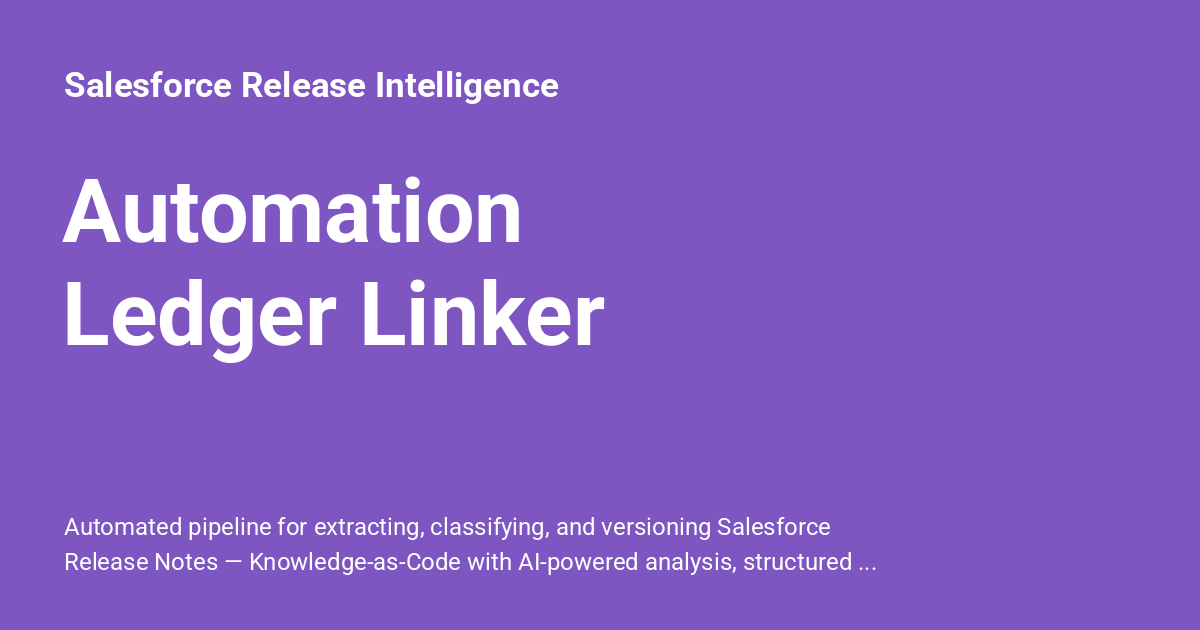 Salesforce Release Intelligence
Automation
Ledger Linker
Automated pipeline for extracting, classifying, and versioning Salesforce
Release Notes — Knowledge-as-Code with AI-powered analysis, structured ...